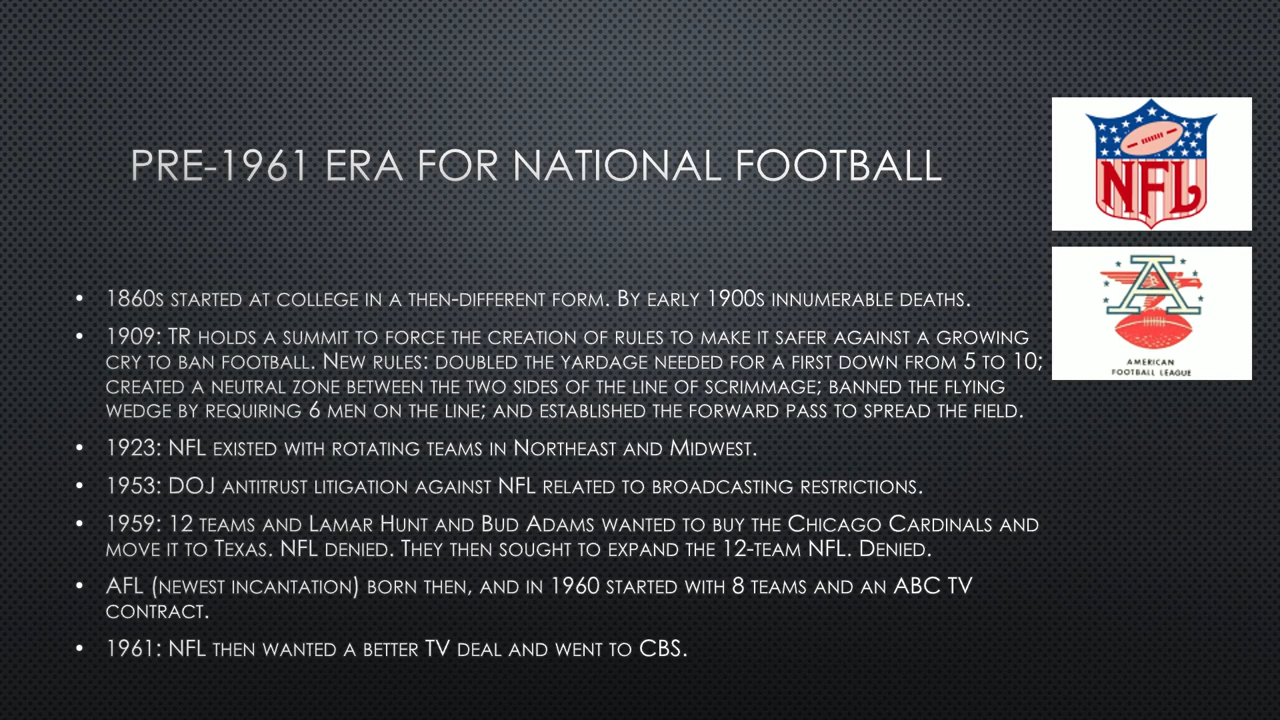 PRE-1961 ERA FOR NATIONAL FOOTBALL
NFL
A
AMERICAN
FOOTBALL LEAGUE
• 1860s STARTED AT COLLEGE IN A THEN-DIFFERENT FORM. BY EARLY 1900s INNUMERABLE DEATHS.
• 1909: TR HOLDS A SUMMIT TO FORCE THE CREATION OF RULES TO MAKE IT SAFER AGAINST A GROWING
CRY TO BAN FOOTBALL. NEW RULES: DOUBLED THE YARDAGE NEEDED FOR A FIRST DOWN FROM 5 TO 10;
CREATED A NEUTRAL ZONE BETWEEN THE TWO SIDES OF THE LINE OF SCRIMMAGE; BANNED THE FLYING
WEDGE BY REQUIRING 6 MEN ON THE LINE; AND ESTABLISHED THE FORWARD PASS TO SPREAD THE FIELD.
• 1923: NFL EXISTED WITH ROTATING TEAMS IN NORTHEAST AND MIDWEST.
• 1953: DOJ ANTITRUST LITIGATION AGAINST NFL RELATED TO BROADCASTING RESTRICTIONS.
• 1959: 12 TEAMS AND LAMAR HUNT AND BUD ADAMS WANTED TO BUY THE CHICAGO CARDINALS AND
MOVE IT TO TEXAS. NFL DENIED. THEY THEN SOUGHT TO EXPAND THE 12-TEAM NFL. DENIED.
• AFL (NEWEST INCANTATION) BORN THEN, AND IN 1960 STARTED WITH 8 TEAMS AND AN ABC TV
CONTRACT.
• 1961: NFL THEN WANTED A BETTER TV DEAL AND WENT TO CBS.